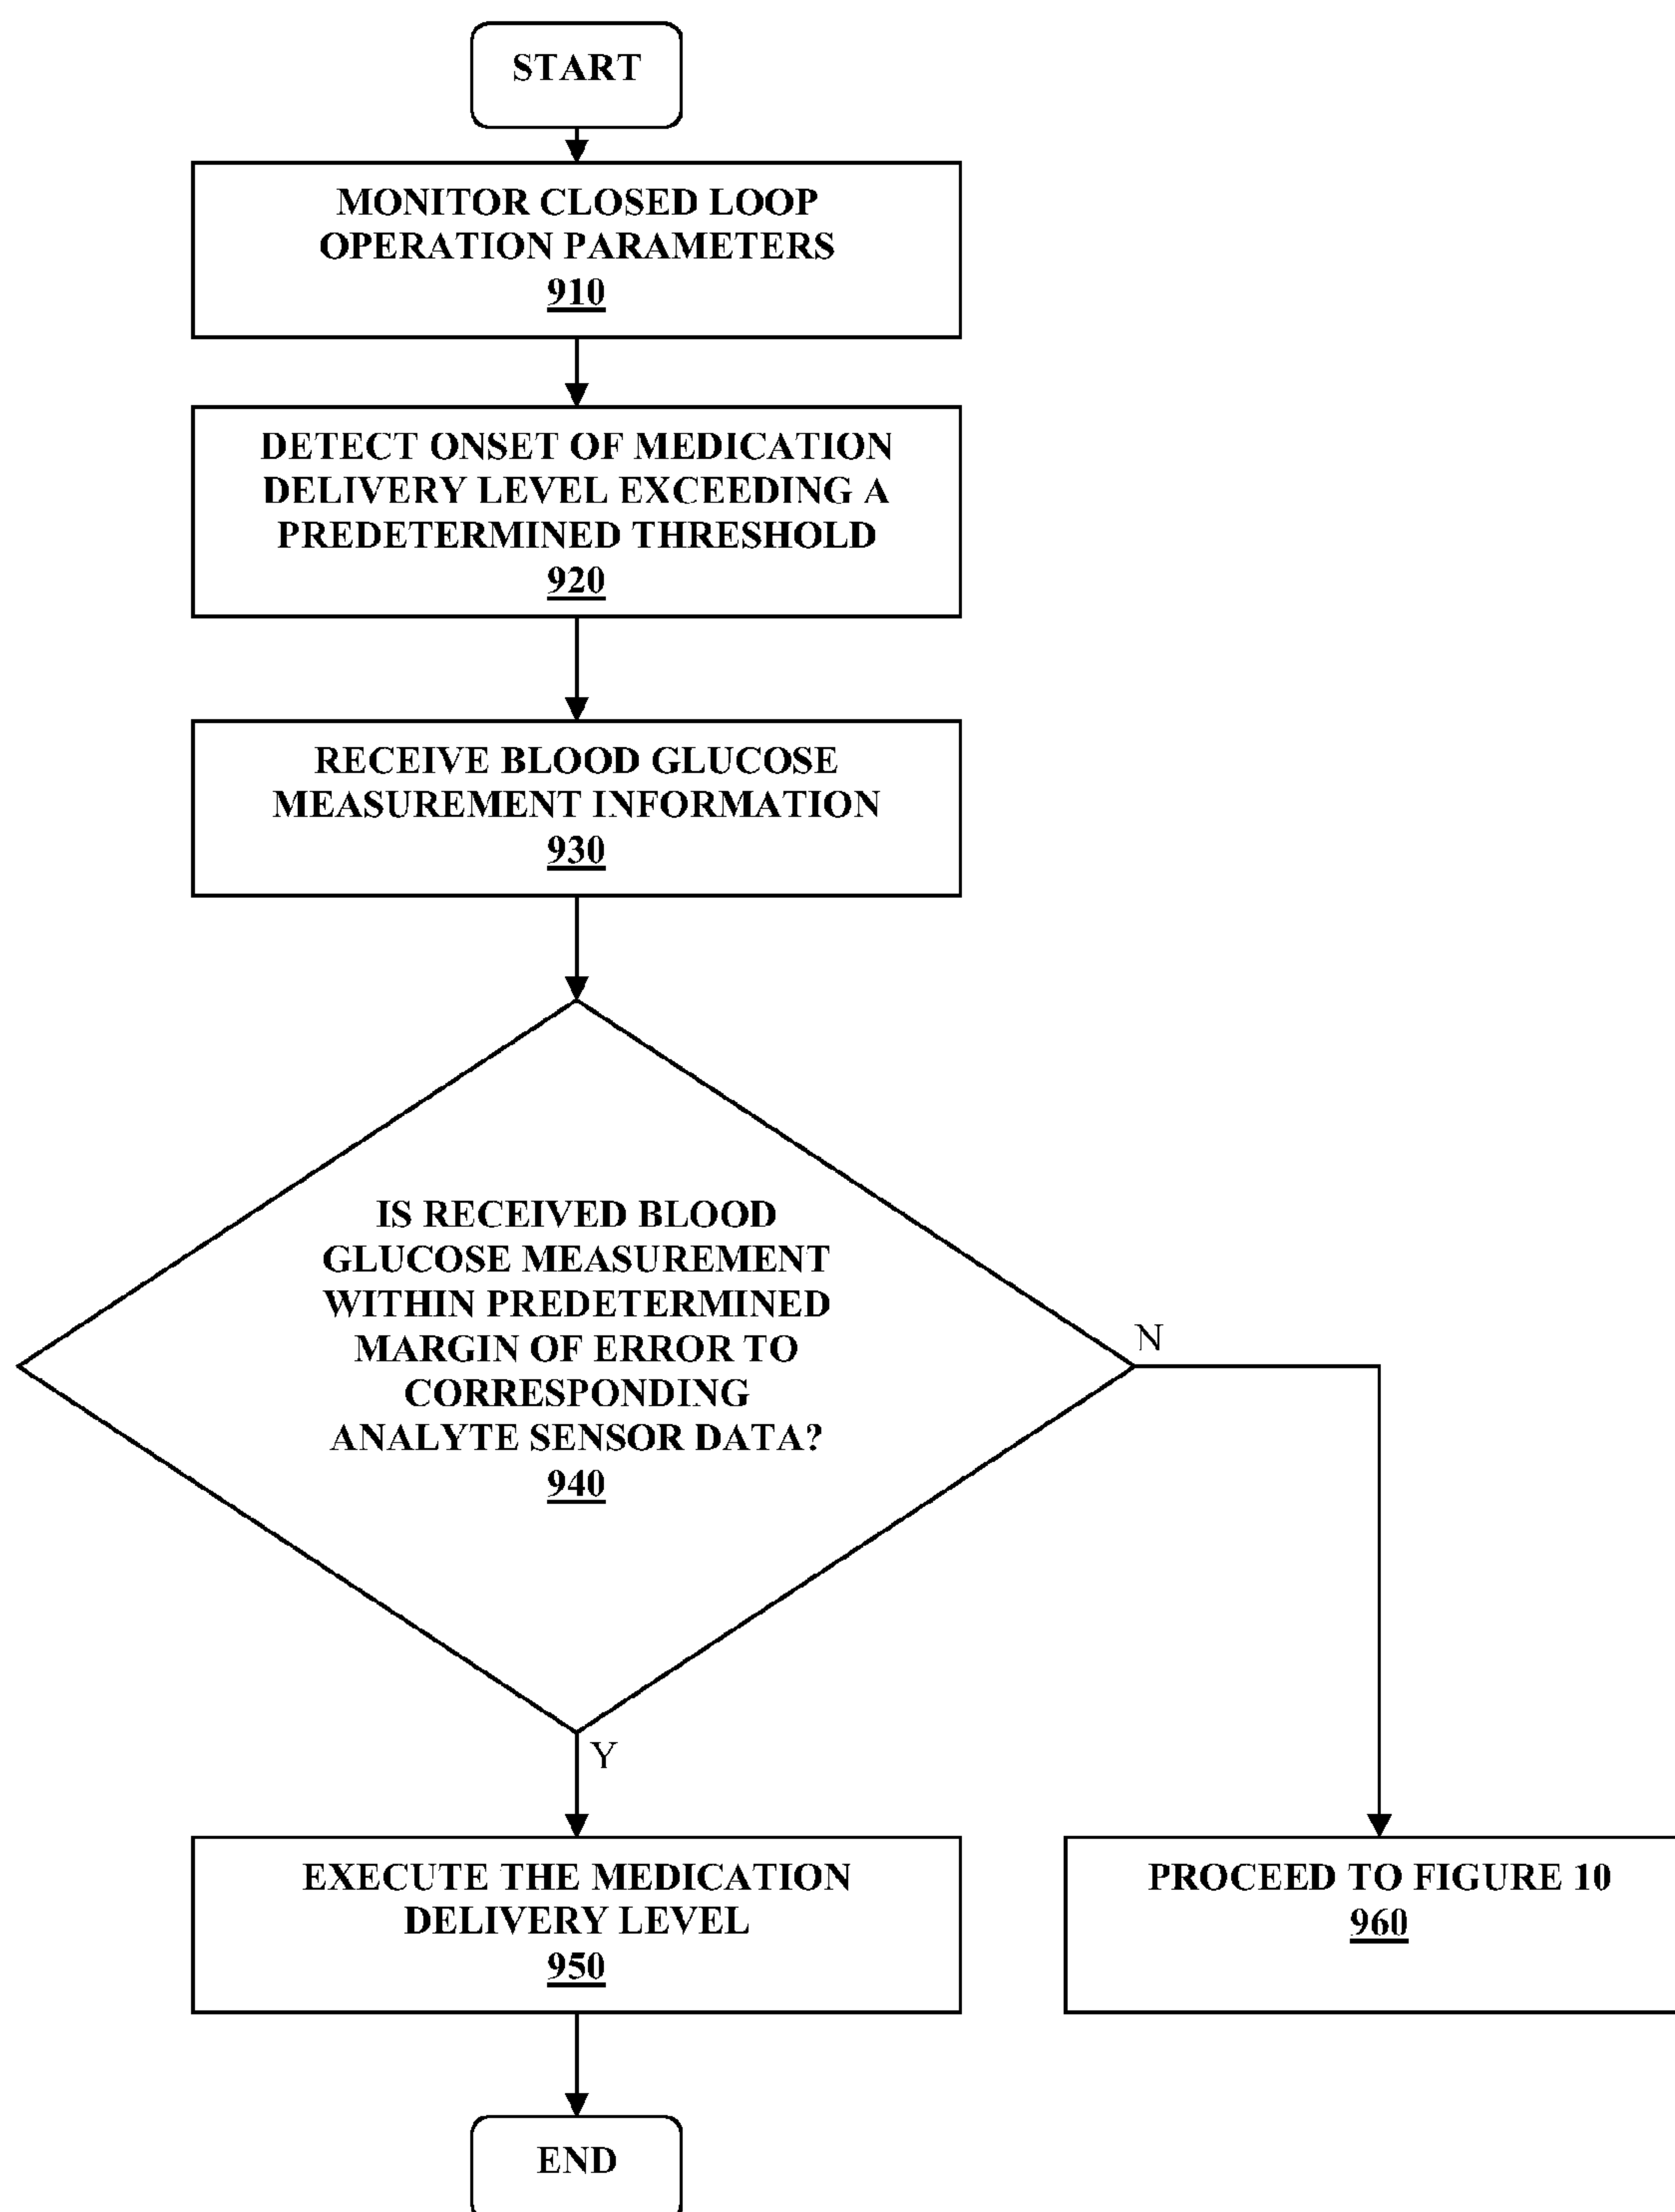 START
MONITOR CLOSED LOOP
OPERATION PARAMETERS
910
DETECT ONSET OF MEDICATION
DELIVERY LEVEL EXCEEDING A
PREDETERMINED THRESHOLD
920
RECEIVE BLOOD GLUCOSE
MEASUREMENT INFORMATION
930
IS RECEIVED BLOOD
GLUCOSE MEASUREMENT
WITHIN PREDETERMINED
MARGIN OF ERROR TO
CORRESPONDING
ANALYTE SENSOR DATA?
940
N
Y
EXECUTE THE MEDICATION
DELIVERY LEVEL
950
PROCEED TO FIGURE 10
960
END